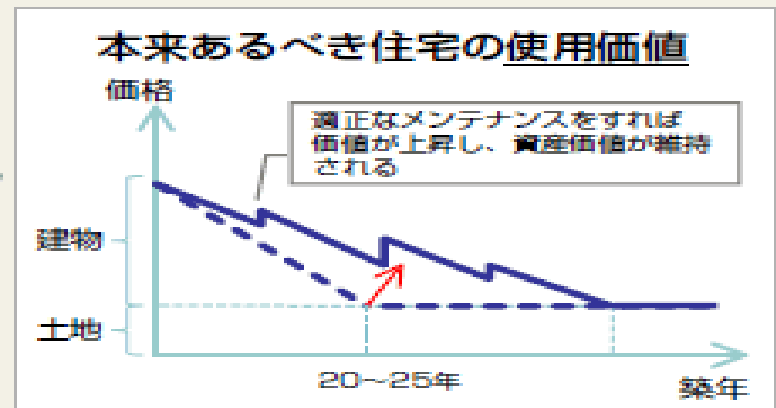 本来あるべき住宅の使用価値
価格
適正なメンテナンスをすれば
価値が上昇し、資産価値が維持
される
建物
土地
20～25年
築年